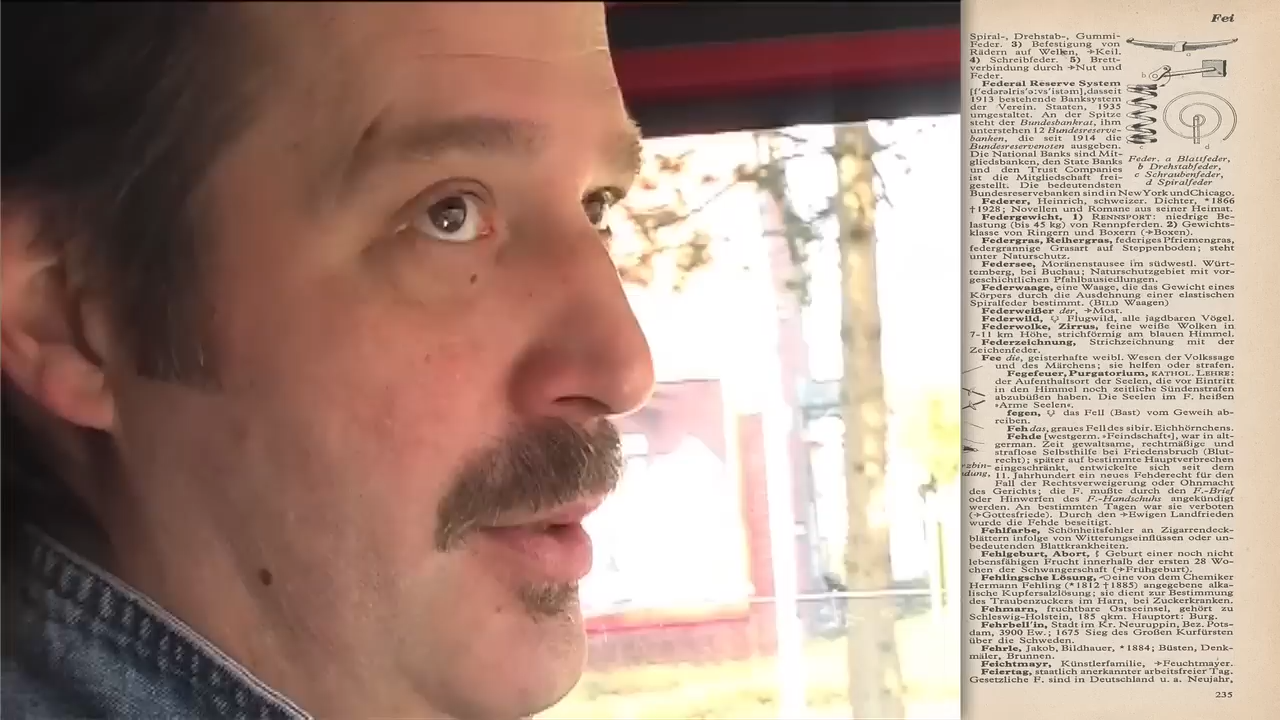 Fei
Spiral-, Drehstab-, Gummi-
Feder. 3) Befestigung von
Rädern auf Wellen, →Keil.
4) Schreibfeder. 5) Brett-
verbindung durch →Nut und
Feder.
Federal Reserve System
1913 bestehende Banksystem
der Verein. Staaten, 1935
umgestaltet. An der Spitze
steht der Bundesbankrat, ihm
unterstehen 12 Bundesreserve-
banken, die seit 1914 die
Bundesreservenoten ausgeben.
Die National Banks sind Mit-
gliedsbanken, den State Banks
und den Trust Companies
ist die Mitgliedschaft frei-
gestellt. Die bedeutendsten
Bundesreservebanken sind in New York und Chicago.
a
b
c
d
Feder. a Blattfeder,
b Drehstabfeder,
c Schraubenfeder,
d Spiralfeder
Federer, Heinrich, schweizer. Dichter, *1866
†1928; Novellen und Romane aus seiner Heimat.
Federgewicht, 1) RENNSPORT: niedrige Be-
lastung (bis 45 kg) von Rennpferden. 2) Gewichts-
klasse von Ringern und Boxern (→Boxen).
Federgras, Reihergras, federiges Pfriemengras,
federgrannige Grasart auf Steppenboden; steht
unter Naturschutz.
Federsee, Moränenstausee im südwestl. Würt-
temberg, bei Buchau; Naturschutzgebiet mit vor-
geschichtlichen Pfahlbausiedlungen.
Federwaage, eine Waage, die das Gewicht eines
Körpers durch die Ausdehnung einer elastischen
Spiralfeder bestimmt. (BILD Waagen)
Federweißer der, →Most.
Federwild, Flugwild, alle jagdbaren Vögel.
Federwolke, Zirrus, feine weiße Wolken in
7-11 km Höhe, strichförmig am blauen Himmel.
Federzeichnung, Strichzeichnung mit der
Zeichenfeder.
Fee die, geisterhafte weibl. Wesen der Volkssage
und des Märchens; sie helfen oder strafen.
Fegefeuer, Purgatorium, KATHOL. LEHRE:
der Aufenthaltsort der Seelen, die vor Eintritt
in den Himmel noch zeitliche Sündenstrafen
abzubüßen haben. Die Seelen im F. heißen
»Arme Seelen«.
fegen, das Fell (Bast) vom Geweih ab-
reiben.
Feh das, graues Fell des sibir. Eichhörnchens.
Fehde [westgerm. »Feindschaft«], war in alt-
german. Zeit gewaltsame, rechtmäßige und
straflose Selbsthilfe bei Friedensbruch (Blut-
recht); später auf bestimmte Hauptverbrechen
eingeschränkt, entwickelte sich seit dem
11. Jahrhundert ein neues Fehderecht für den
Fall der Rechtsverweigerung oder Ohnmacht
des Gerichts; die F. mußte durch den F.-Brief
oder Hinwerfen des F.-Handschuhs angekündigt
werden. An bestimmten Tagen war sie verboten
(→Gottesfriede). Durch den →Ewigen Landfrieden
wurde die Fehde beseitigt.
Fehlfarbe, Schönheitsfehler an Zigarrendeck-
blättern infolge von Witterungseinflüssen oder un-
bedeutenden Blattkrankheiten.
Fehlgeburt, Abort, Geburt einer noch nicht
lebensfähigen Frucht innerhalb der ersten 28 Wo-
chen der Schwangerschaft (→Frühgeburt).
Fehlingsche Lösung, eine von dem Chemiker
Hermann Fehling (*1812 †1885) angegebene alka-
lische Kupfersalzlösung; sie dient zur Bestimmung
des Traubenzuckers im Harn, bei Zuckerkranken.
Fehmarn, fruchtbare Ostseeinsel, gehört zu
Schleswig-Holstein, 185 qkm. Hauptort: Burg.
Fehrbell'in, Stadt im Kr. Neuruppin, Bez. Pots-
dam, 3900 Ew.; 1675 Sieg des Großen Kurfürsten
über die Schweden.
Fehrle, Jakob, Bildhauer, *1884; Büsten, Denk-
mäler, Brunnen.
Feichtmayr, Künstlerfamilie, →Feuchtmayer.
Feiertag, staatlich anerkannter arbeitsfreier Tag.
Gesetzliche F. sind in Deutschland u. a. Neujahr,
235